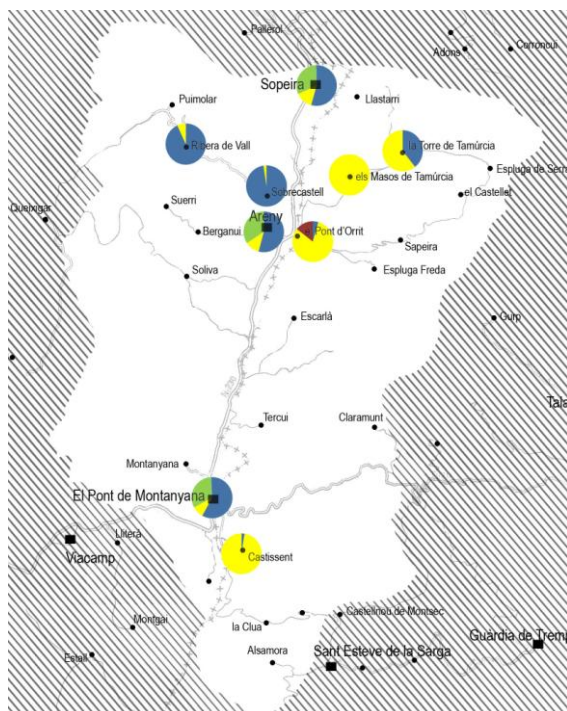 Pallerol
Adons
Corroncui
Sopeira
Llastarri
Puimolar
Ribera de Vall
la Torre de Tamúrcia
Espluga de Serr
els Masos de Tamúrcia
Sobrecastell
el Castellet
Suerri
Queixigar
Areny
Berganui
el Pont d'Orrit
Sapeira
Espluga Freda
Soliva
Escarlà
Gurp
Tercui
Claramunt
Montanyana
El Pont de Montanyana
Lliterà
Viacamp
Castissent
Castellnou de Montsec
Montgai
la Clua
Guàrdia de Tremp
Estall
Alsamora
Sant Esteve de la Sarga